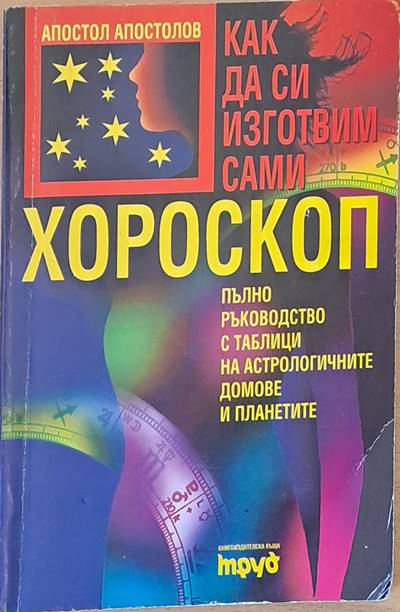 АПОСТОЛ АПОСТОЛОВ
КАК
ДА СИ
ИЗГОТВИМ
САМИ
ХОРОСКОП
ПЪЛНО
РЪКОВОДСТВО
С ТАБЛИЦИ
НА АСТРОЛОГИЧНИТЕ
ДОМОВЕ
И ПЛАНЕТИТЕ
КНИГОИЗДАТЕЛСКА КЪЩА
труд